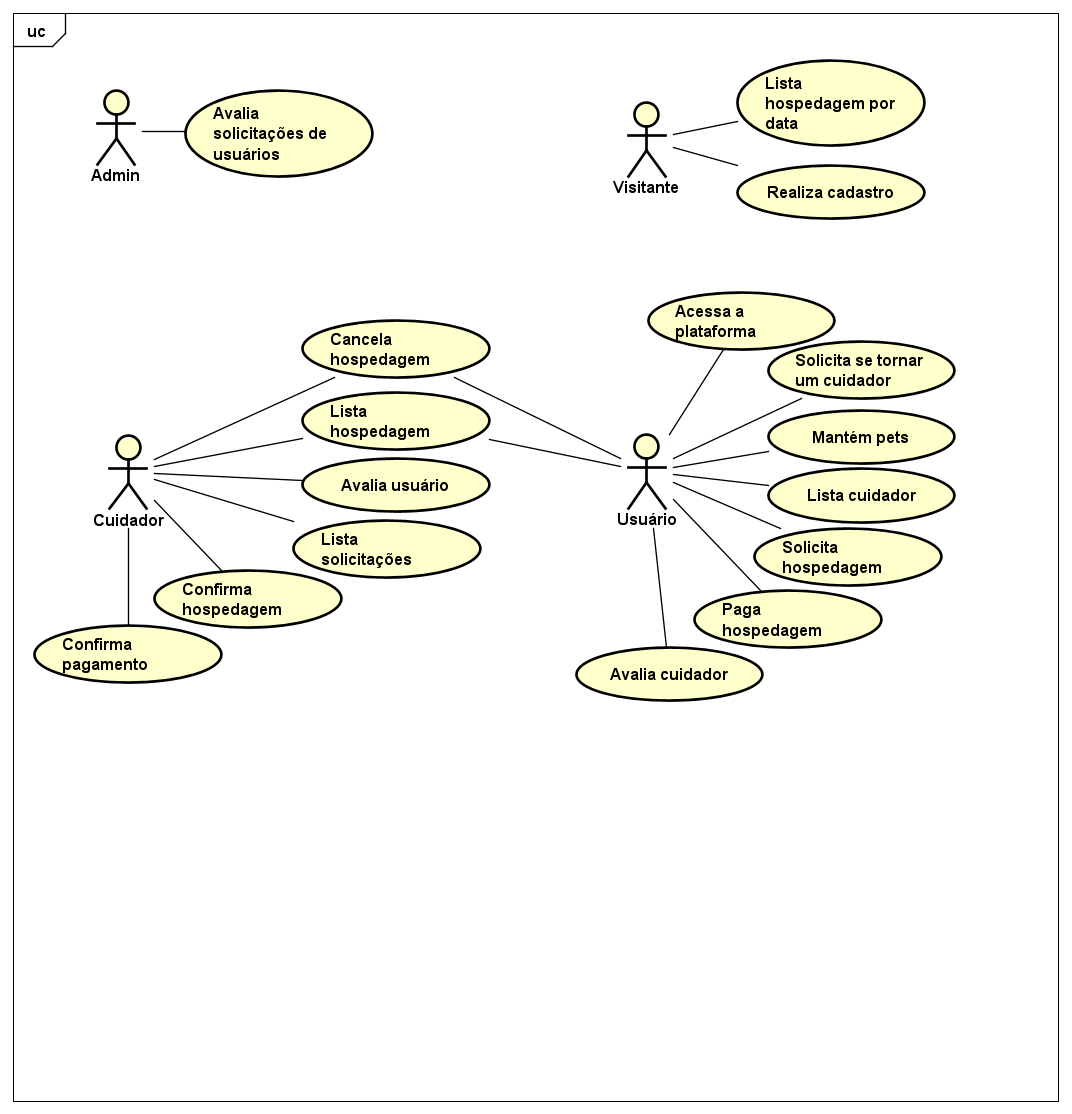 uc
Avalia
solicitações de
usuários
Admin
Lista
hospedagem por
data
Visitante
Realiza cadastro
Cancela
hospedagem
Lista
hospedagem
Avalia usuário
Lista
solicitações
Cuidador
Confirma
hospedagem
Confirma
pagamento
Acessa a
plataforma
Solicita se tornar
um cuidador
Mantém pets
Lista cuidador
Usuário
Solicita
hospedagem
Paga
hospedagem
Avalia cuidador